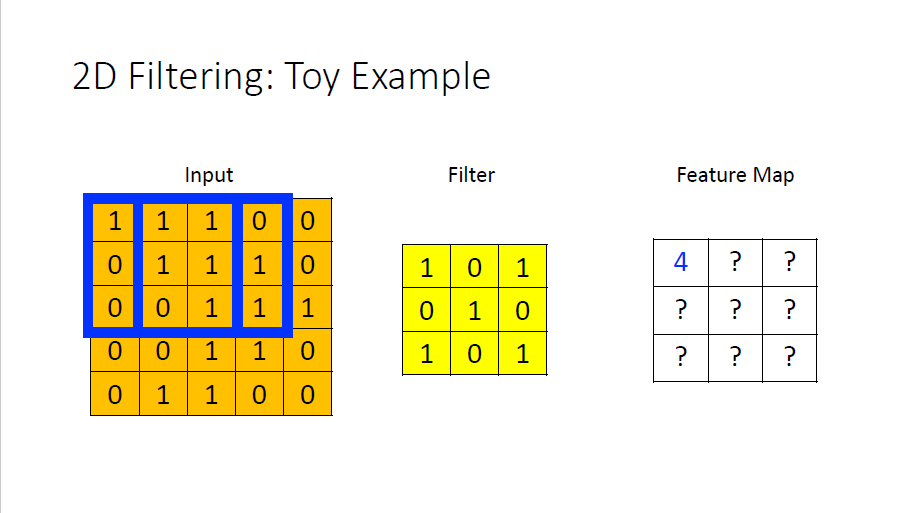 2D Filtering: Toy Example
Input
1 1 1 0 0
0 1 1 1 0
0 0 1 1 1
0 0 1 1 0
0 1 1 0 0
Filter
1 0 1
0 1 0
1 0 1
Feature Map
4 ? ?
? ? ?
? ? ?